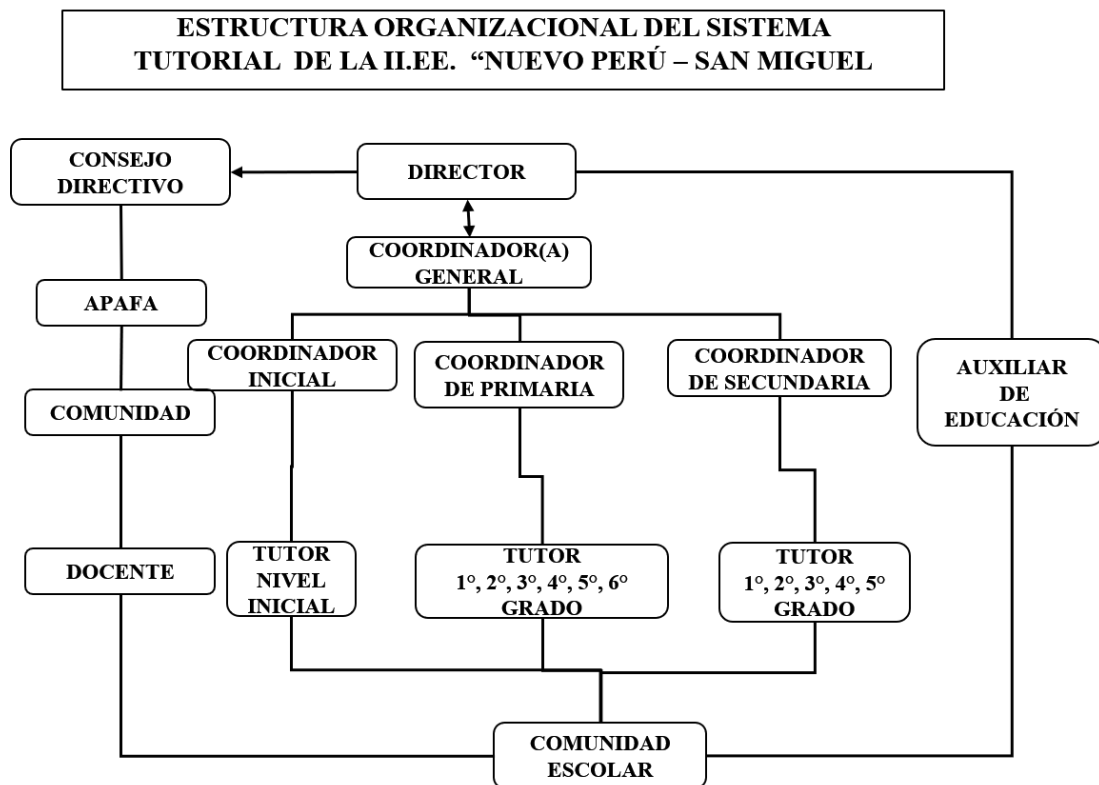 ESTRUCTURA ORGANIZACIONAL DEL SISTEMA
TUTORIAL DE LA II.EE. “NUEVO PERÚ – SAN MIGUEL
CONSEJO
DIRECTIVO
DIRECTOR
COORDINADOR(A)
GENERAL
APAFA
COORDINADOR
INICIAL
COORDINADOR
DE PRIMARIA
COORDINADOR
DE SECUNDARIA
AUXILIAR
DE
EDUCACIÓN
COMUNIDAD
DOCENTE
TUTOR
NIVEL
INICIAL
TUTOR
1°, 2°, 3°, 4°, 5°, 6°
GRADO
TUTOR
1°, 2°, 3°, 4°, 5°
GRADO
COMUNIDAD
ESCOLAR